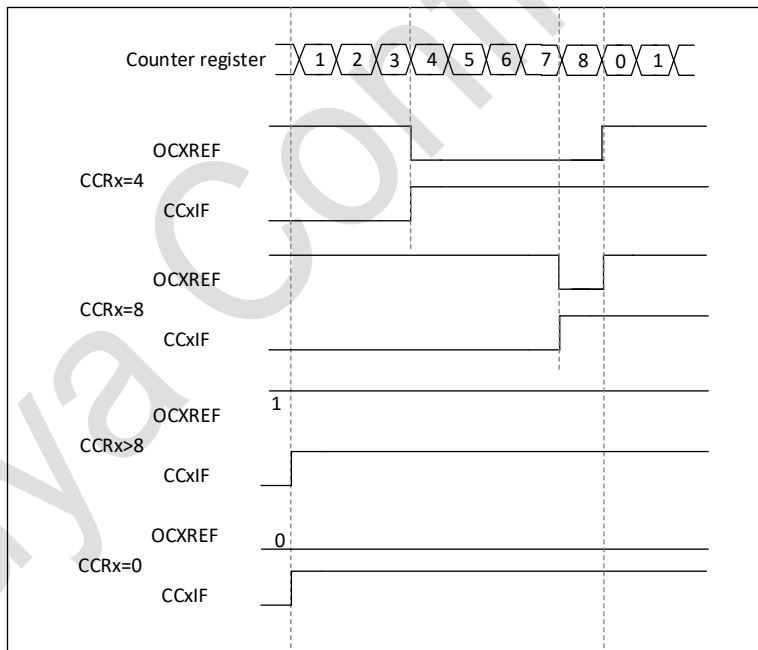 Counter register 1 2 3 4 5 6 7 8 0 1
OCXREF
CCRx=4
CCxIF
OCXREF
CCRx=8
CCxIF
1
OCXREF
CCRx>8
CCxIF
OCXREF 0
CCRx=0
CCxIF